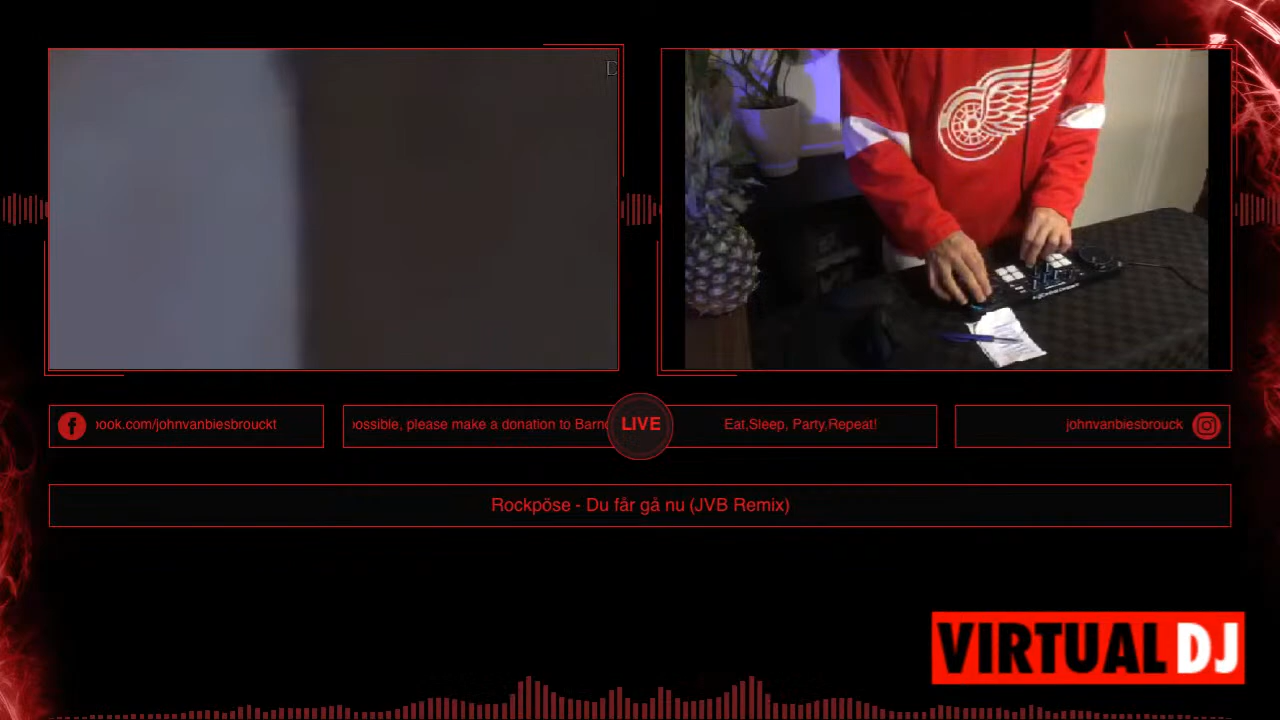 D
ook.com/johnvanbiesbrouckt
ossible, please make a donation to Barn
LIVE
Eat,Sleep, Party,Repeat!
johnvanbiesbrouck
Rockpöse - Du får gå nu (JVB Remix)
VIRTUAL DJ